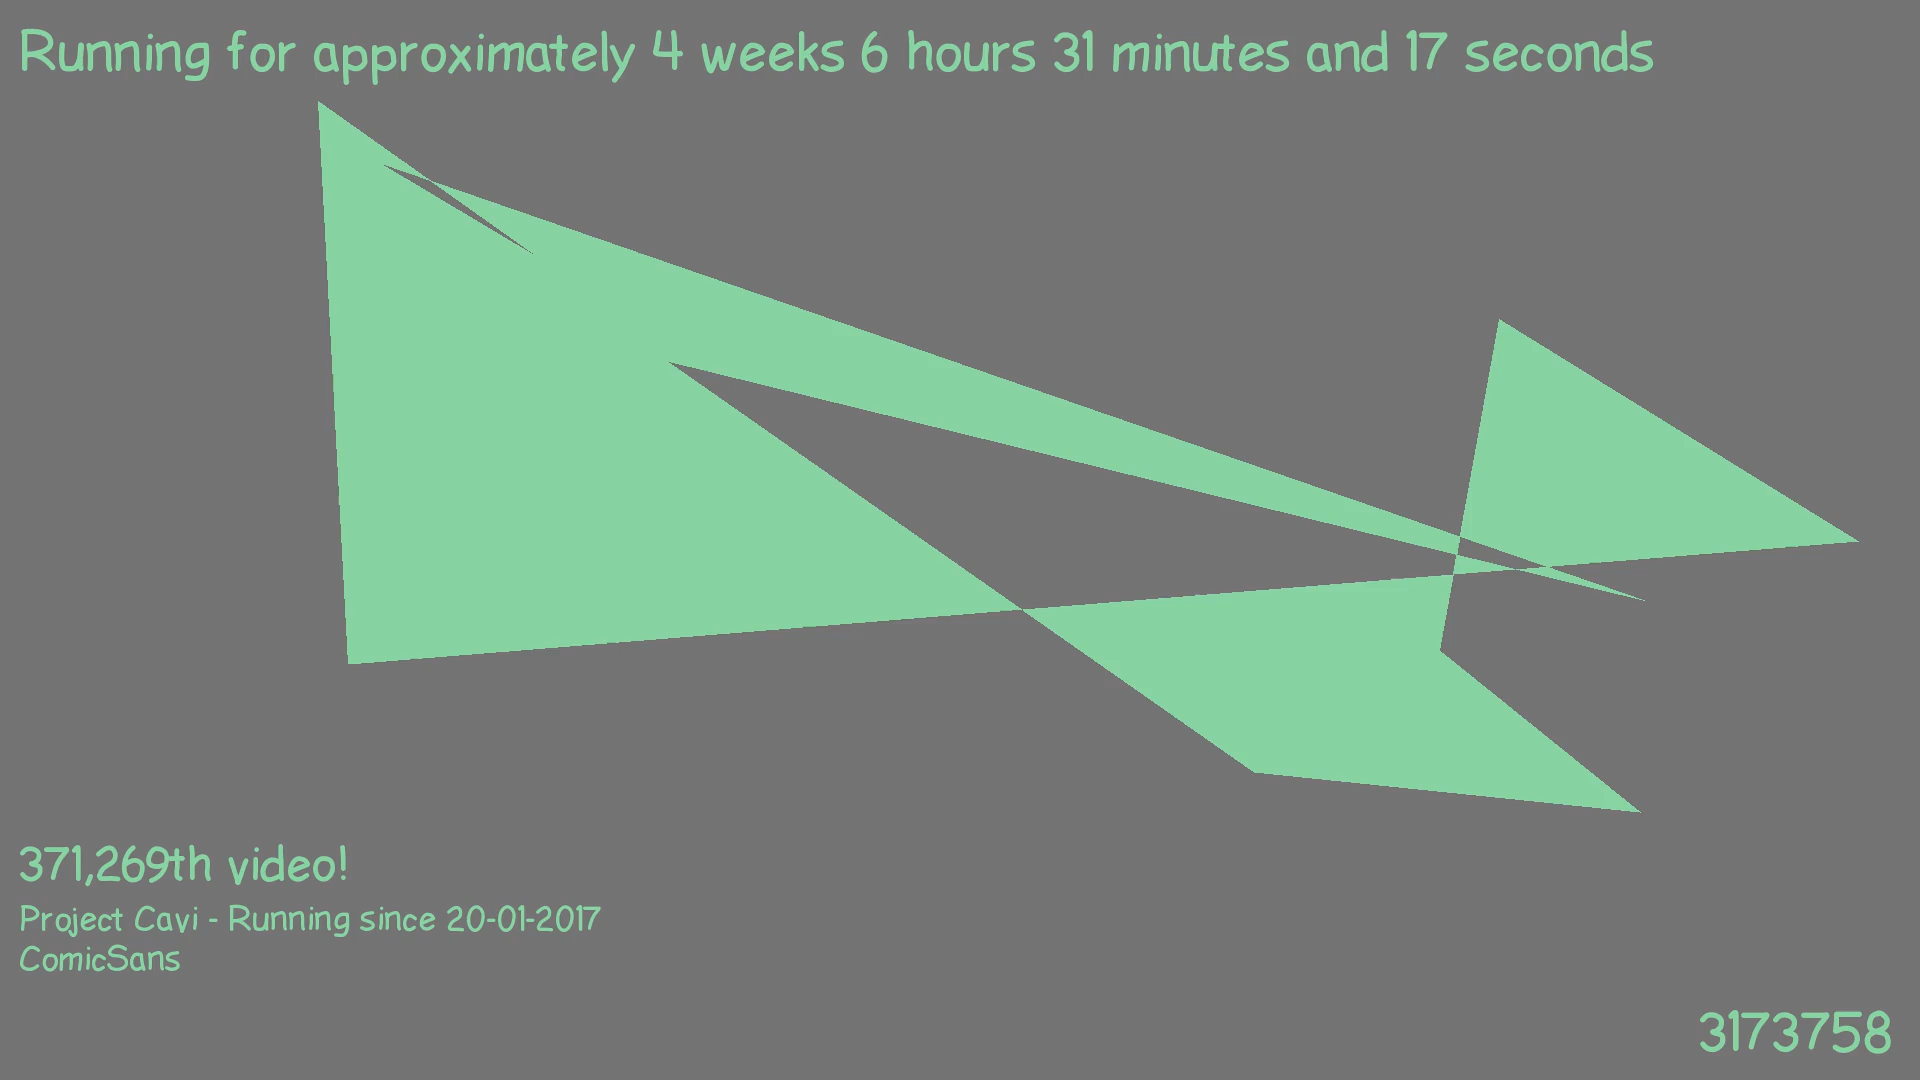 Running for approximately 4 weeks 6 hours 31 minutes and 17 seconds
371,269th video!
Project Cavi - Running since 20-01-2017
ComicSans
3173758